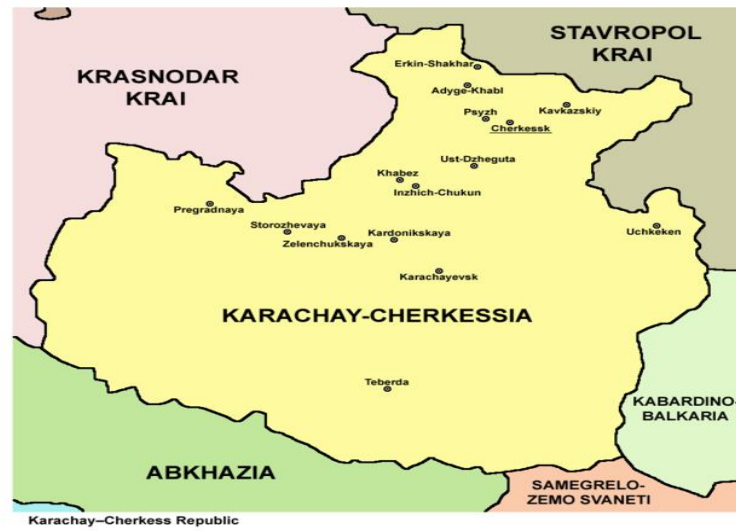 STAVROPOL
KRAI
KRASNODAR
KRAI
Erkin-Shakhar
Adyge-Khabl
Kavkazskiy
Psyzh
Cherkessk
Ust-Dzheguta
Khabez
Inzhich-Chukun
Pregradnaya
Storozhevaya
Zelenchukskaya
Kardonikskaya
Uchkeken
Karachayevsk
KARACHAY-CHERKESSIA
Teberda
KABARDINO-
BALKARIA
ABKHAZIA
SAMEGRELO-
ZEMO SVANETI
Karachay–Cherkess Republic